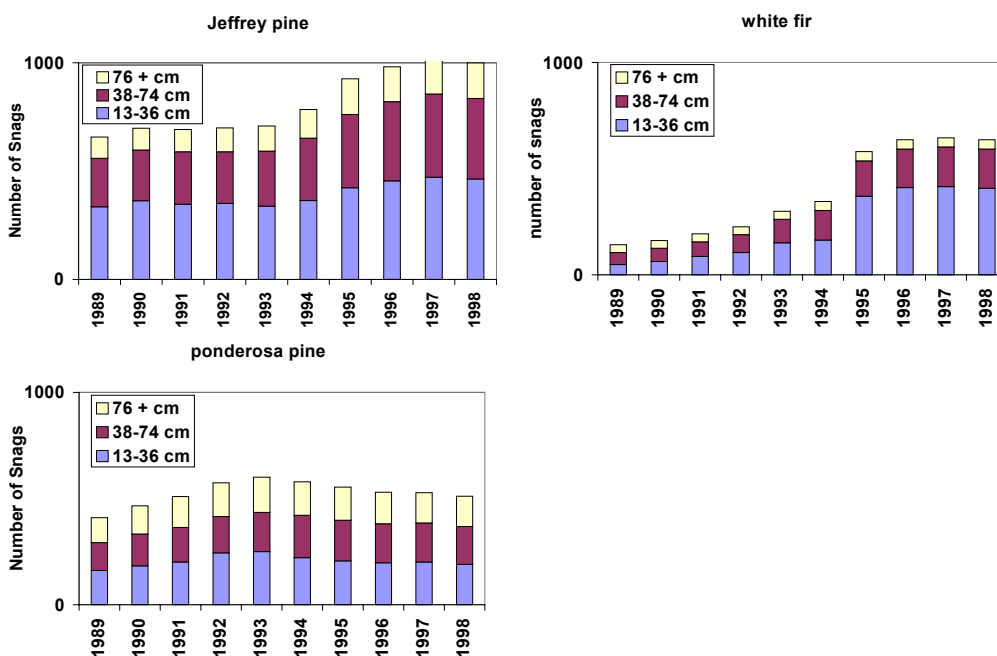 Jeffrey pine
Number of Snags
1000
0
76 + cm
38-74 cm
13-36 cm
1989
1990
1991
1992
1993
1994
1995
1996
1997
1998
white fir
number of snags
1000
0
76 + cm
38-74 cm
13-36 cm
1989
1990
1991
1992
1993
1994
1995
1996
1997
1998
ponderosa pine
Number of Snags
1000
0
76 + cm
38-74 cm
13-36 cm
1989
1990
1991
1992
1993
1994
1995
1996
1997
1998